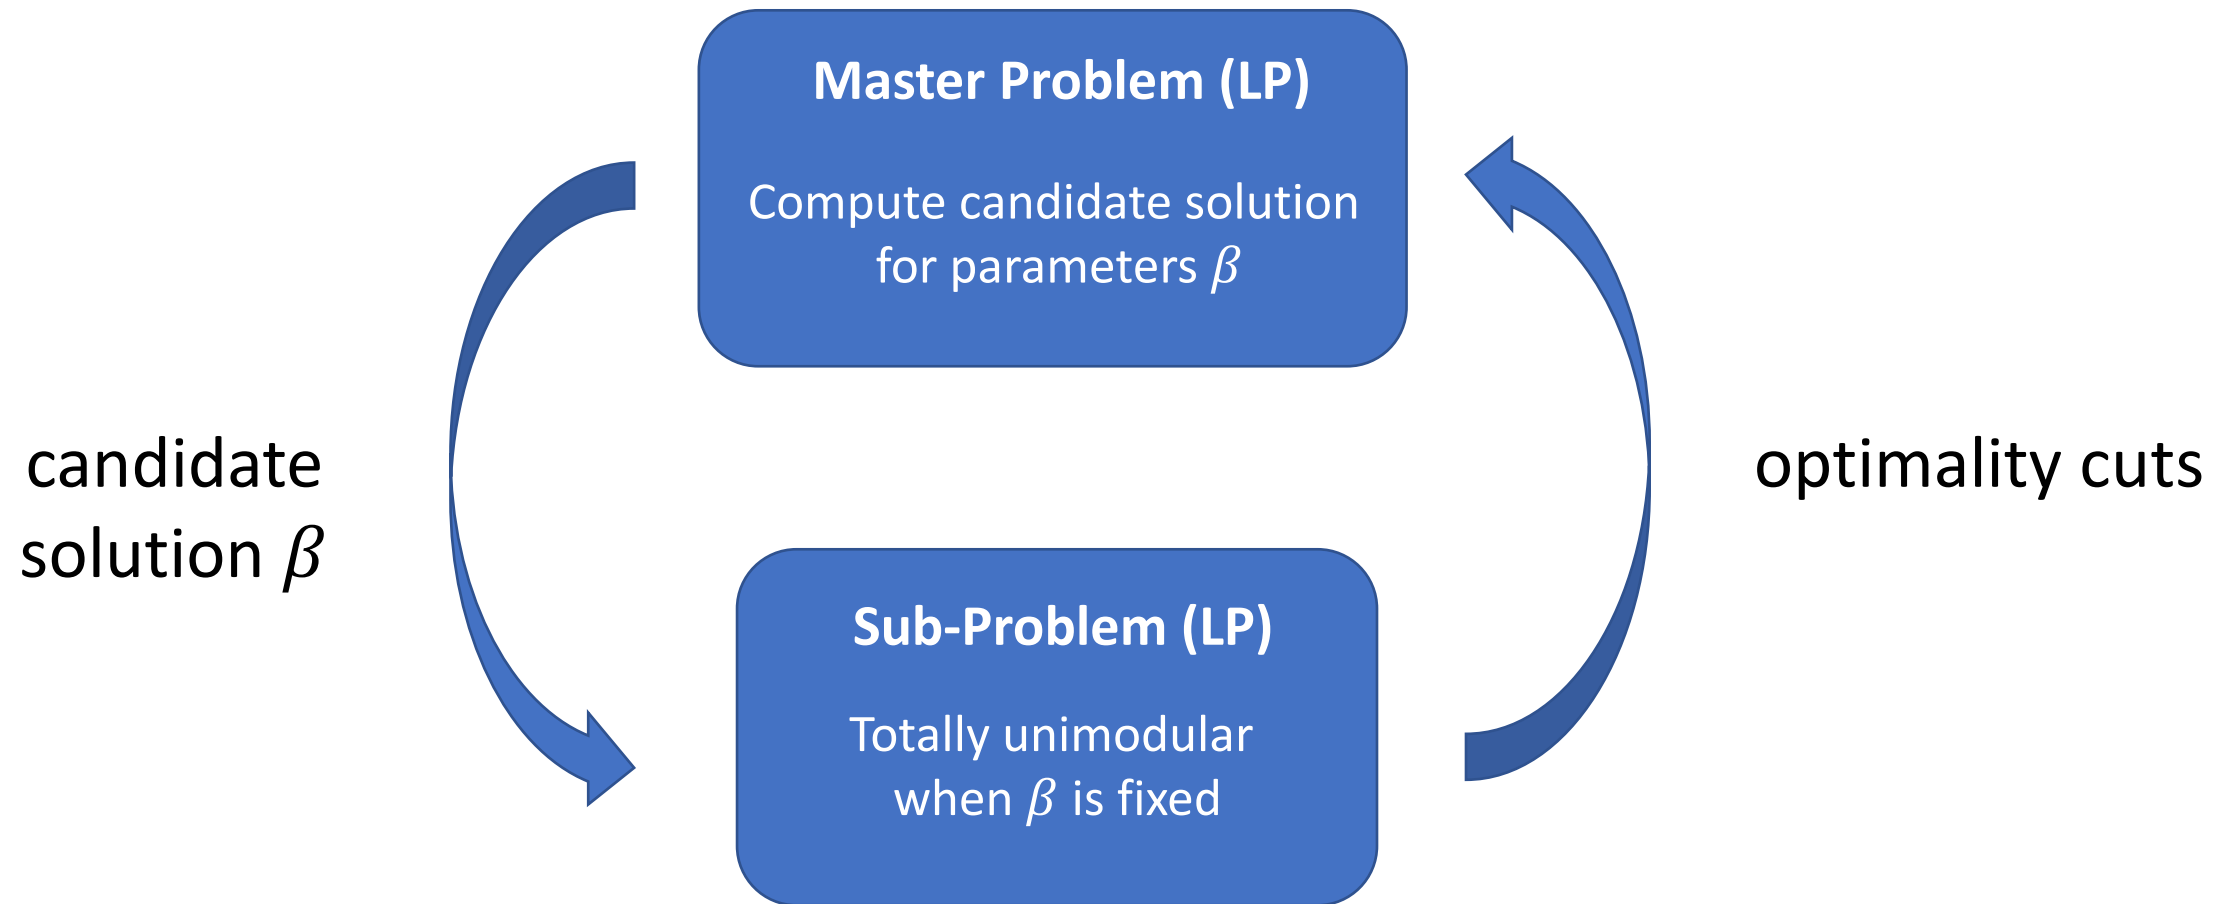 Master Problem (LP)
Compute candidate solution
for parameters β
candidate
solution β
optimality cuts
Sub-Problem (LP)
Totally unimodular
when β is fixed